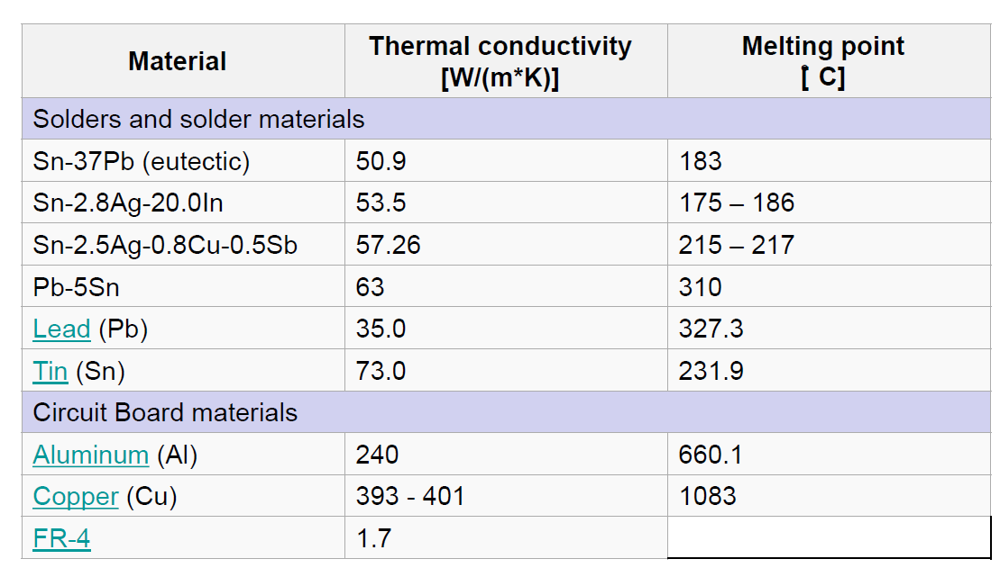 Material
Thermal conductivity
[W/(m*K)]
Melting point
[° C]
Solders and solder materials
Sn-37Pb (eutectic) 50.9 183
Sn-2.8Ag-20.0In 53.5 175 – 186
Sn-2.5Ag-0.8Cu-0.5Sb 57.26 215 – 217
Pb-5Sn 63 310
Lead (Pb) 35.0 327.3
Tin (Sn) 73.0 231.9
Circuit Board materials
Aluminum (Al) 240 660.1
Copper (Cu) 393 - 401 1083
FR-4 1.7